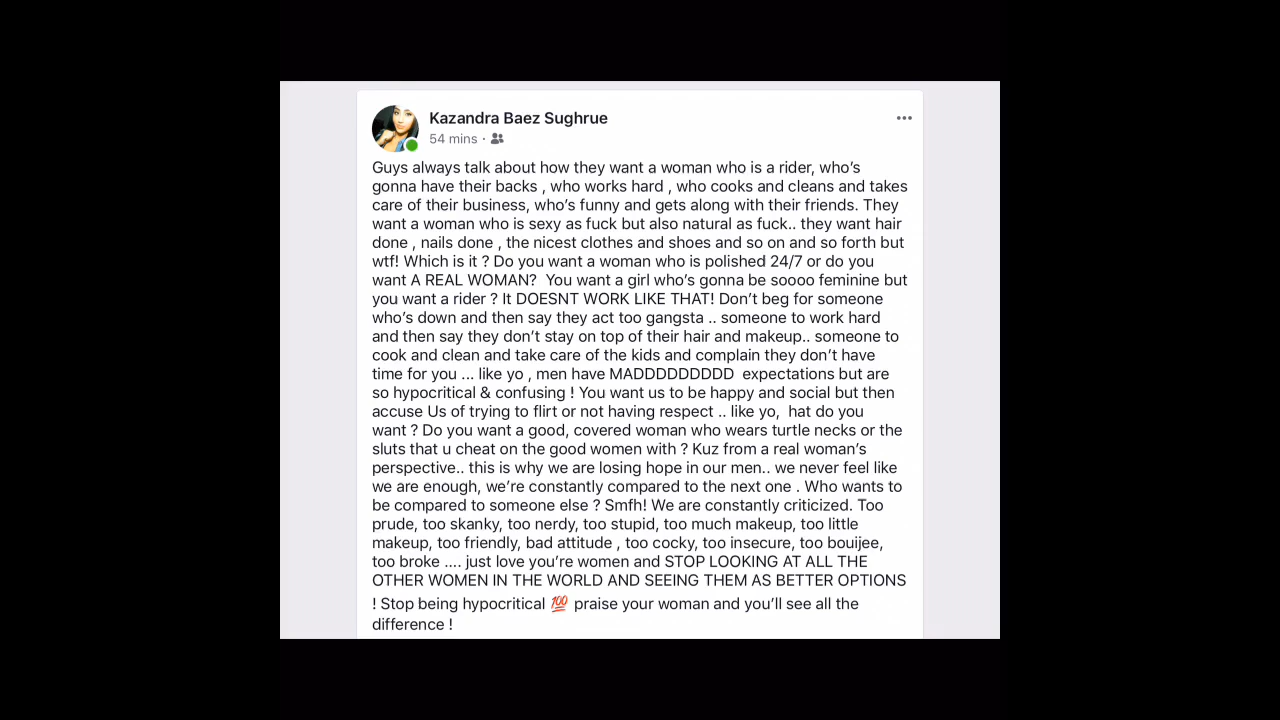 Kazandra Baez Sughrue
54 mins ·
Guys always talk about how they want a woman who is a rider, who's
gonna have their backs , who works hard , who cooks and cleans and takes
care of their business, who's funny and gets along with their friends. They
want a woman who is sexy as fuck but also natural as fuck.. they want hair
done , nails done , the nicest clothes and shoes and so on and so forth but
wtf! Which is it ? Do you want a woman who is polished 24/7 or do you
want A REAL WOMAN?  You want a girl who's gonna be soooo feminine but
you want a rider ? It DOESNT WORK LIKE THAT! Don't beg for someone
who's down and then say they act too gangsta .. someone to work hard
and then say they don't stay on top of their hair and makeup.. someone to
cook and clean and take care of the kids and complain they don't have
time for you ... like yo , men have MADDDDDDDDD  expectations but are
so hypocritical & confusing ! You want us to be happy and social but then
accuse Us of trying to flirt or not having respect .. like yo,  hat do you
want ? Do you want a good, covered woman who wears turtle necks or the
sluts that u cheat on the good women with ? Kuz from a real woman's
perspective.. this is why we are losing hope in our men.. we never feel like
we are enough, we're constantly compared to the next one . Who wants to
be compared to someone else ? Smfh! We are constantly criticized. Too
prude, too skanky, too nerdy, too stupid, too much makeup, too little
makeup, too friendly, bad attitude , too cocky, too insecure, too bouijee,
too broke .... just love you're women and STOP LOOKING AT ALL THE
OTHER WOMEN IN THE WORLD AND SEEING THEM AS BETTER OPTIONS
! Stop being hypocritical 💯 praise your woman and you'll see all the
difference !